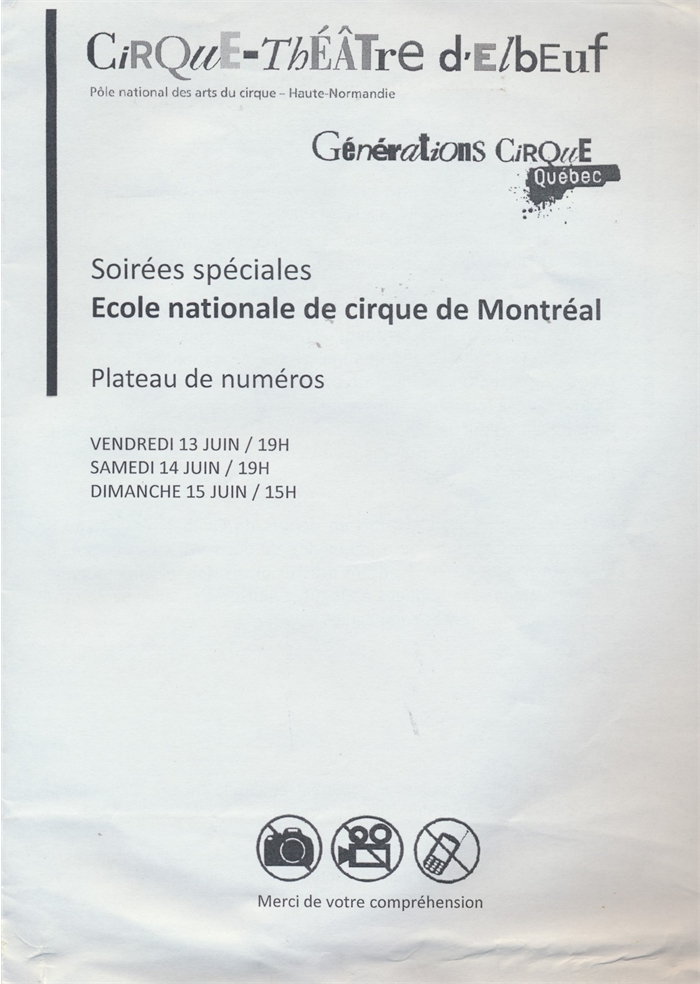 CiRQuE-ThÉÂTre d'ElbEuf
Pôle national des arts du cirque – Haute-Normandie
Générations CiRQuE
Québec
Soirées spéciales
Ecole nationale de cirque de Montréal
Plateau de numéros
VENDREDI 13 JUIN / 19H
SAMEDI 14 JUIN / 19H
DIMANCHE 15 JUIN / 15H
Merci de votre compréhension